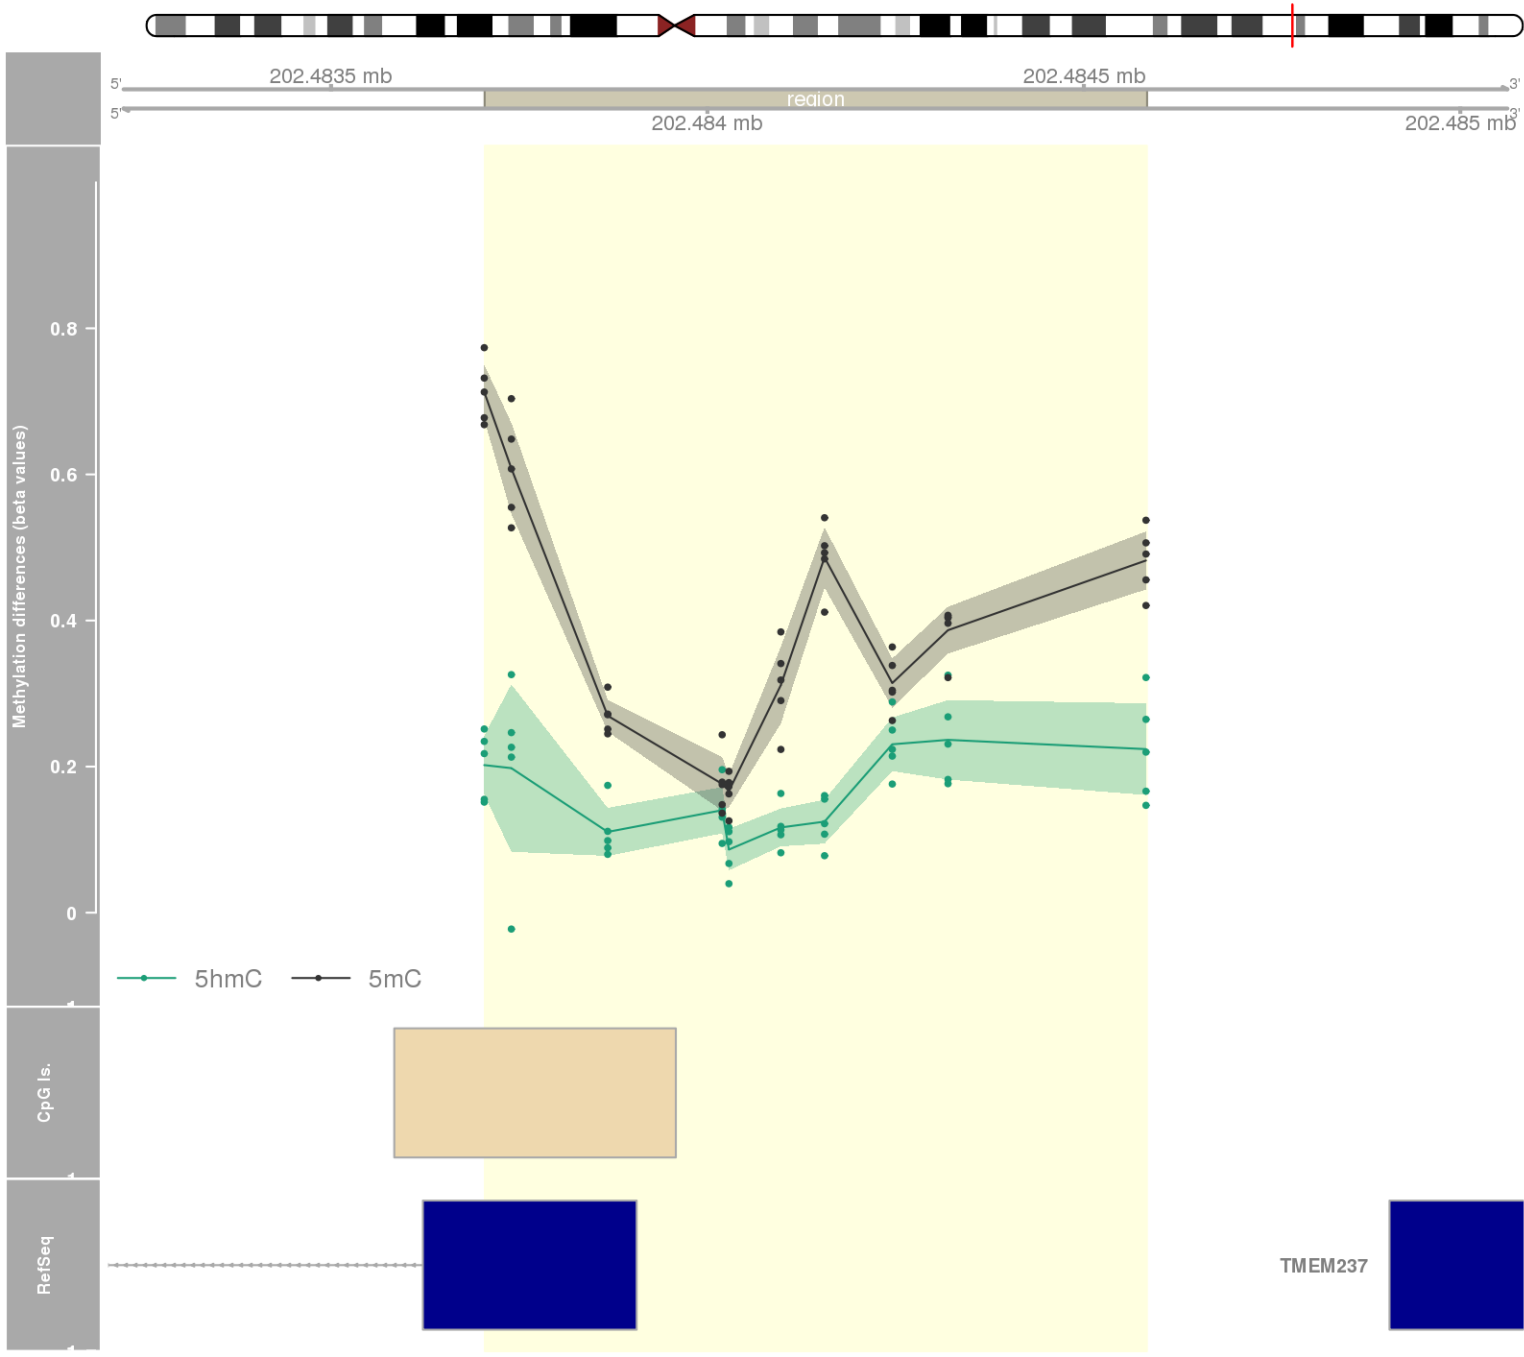 202.4835 mb
202.4845 mb
5'
3'
region
5'
3'
202.484 mb
202.485 mb
Methylation differences (beta values)
0.8
0.6
0.4
0.2
0
5hmC
5mC
CpG Is.
RefSeq
TMEM237